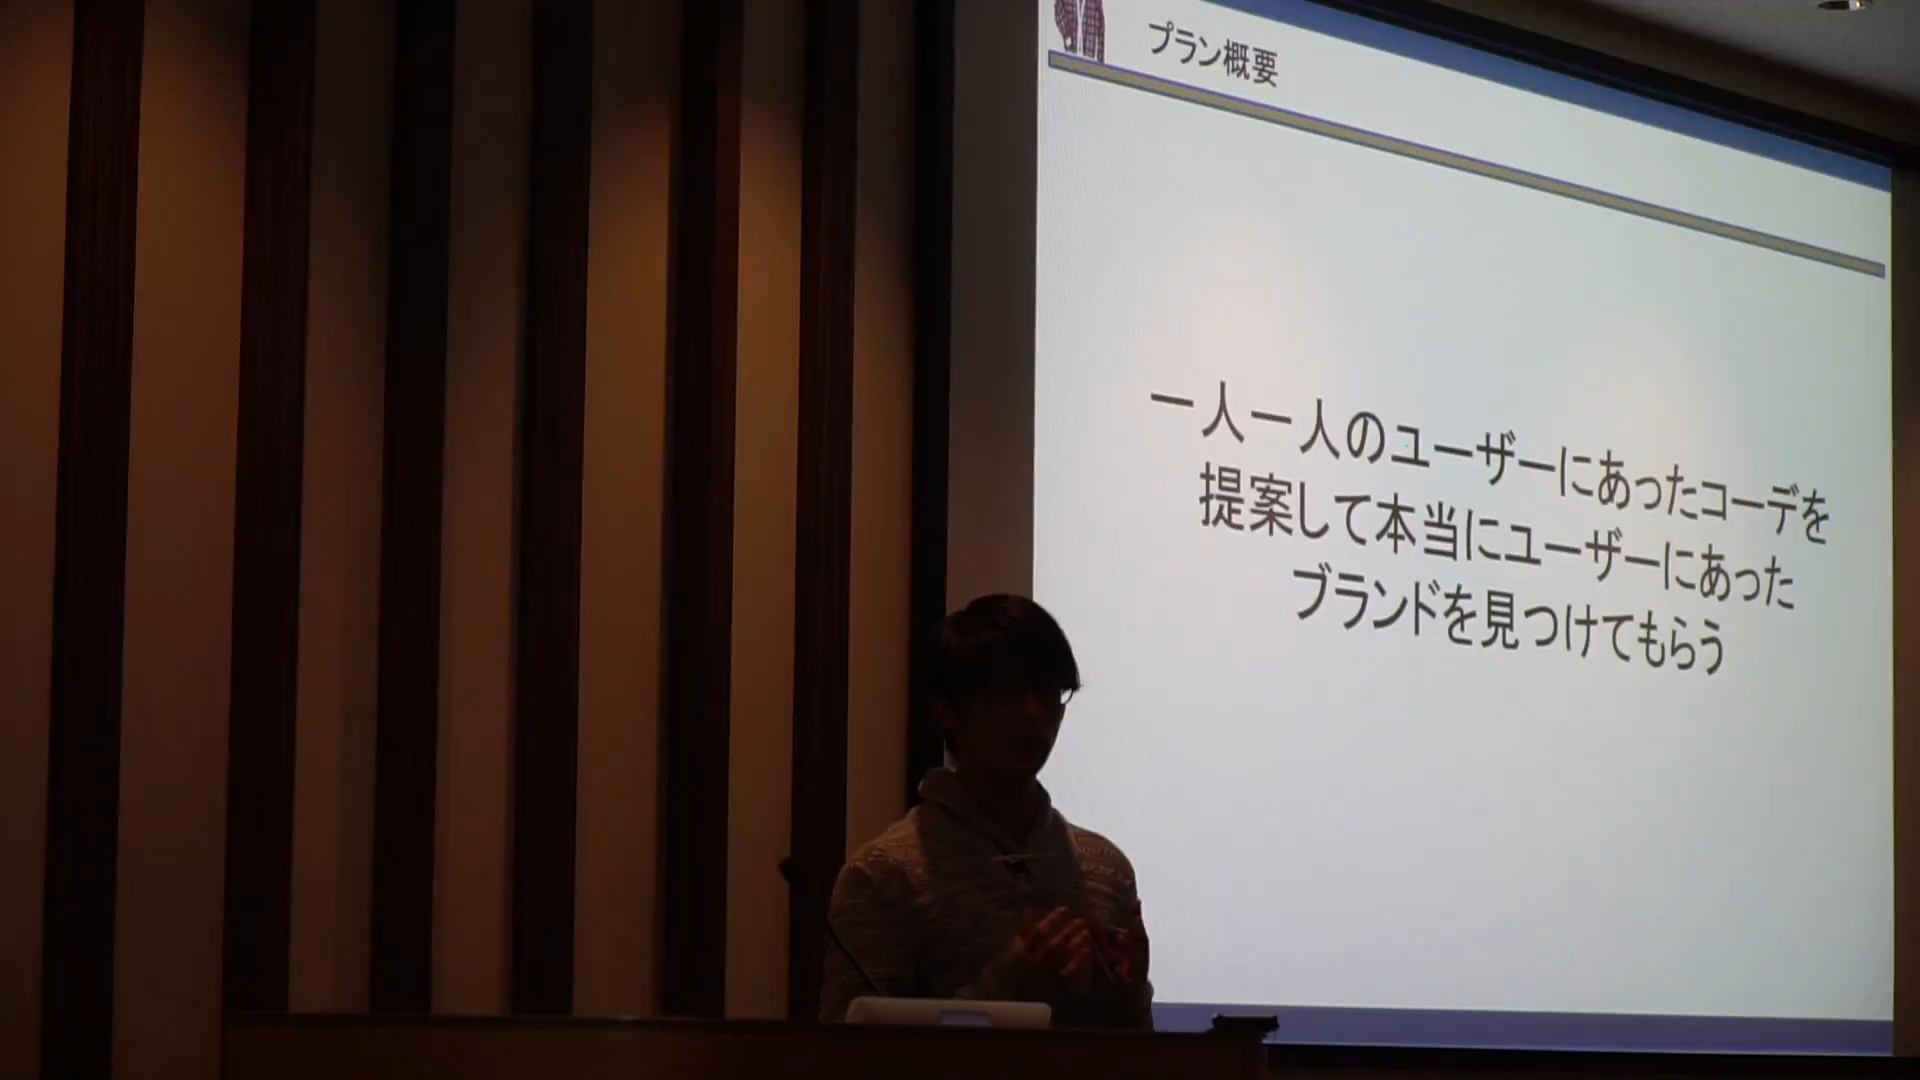 プラン概要
一人一人のユーザーにあったコーデを
提案して本当にユーザーにあった
ブランドを見つけてもらう